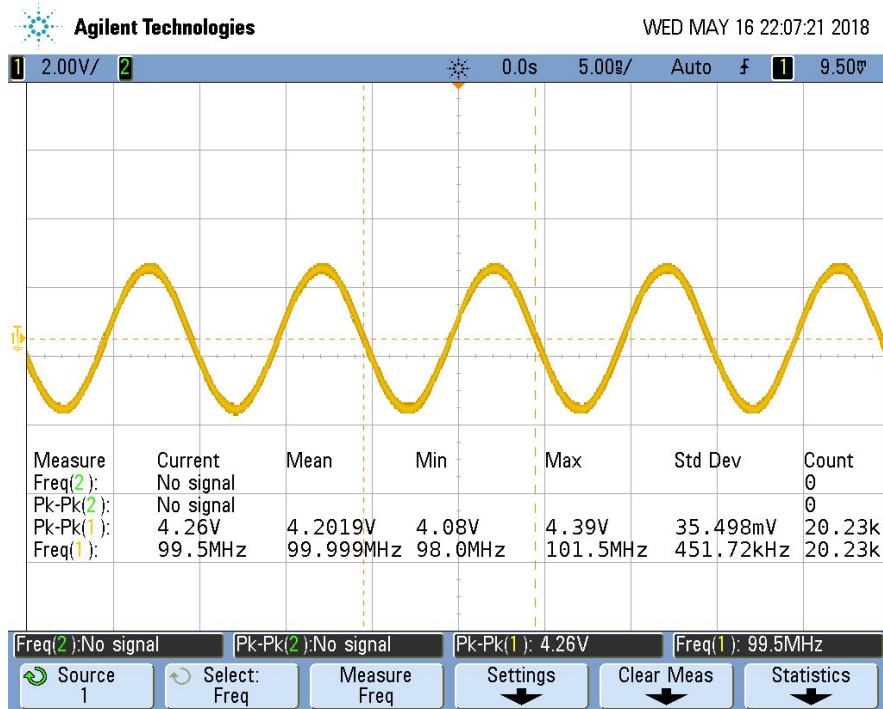 Agilent Technologies WED MAY 16 22:07:21 2018
1 2.00V/ 2 0.0s 5.00s/ Auto 1 9.50
1 T
Measure Current Mean Min Max Std Dev Count
Freq(2): No signal 0
Pk-Pk(2): No signal 0
Pk-Pk(1): 4.26V 4.2019V 4.08V 4.39V 35.498mV 20.23k
Freq(1): 99.5MHz 99.999MHz 98.0MHz 101.5MHz 451.72kHz 20.23k
Freq(2):No signal Pk-Pk(2):No signal Pk-Pk(1): 4.26V Freq(1): 99.5MHz
Source Select: Measure Settings Clear Meas Statistics
1 Freq Freq